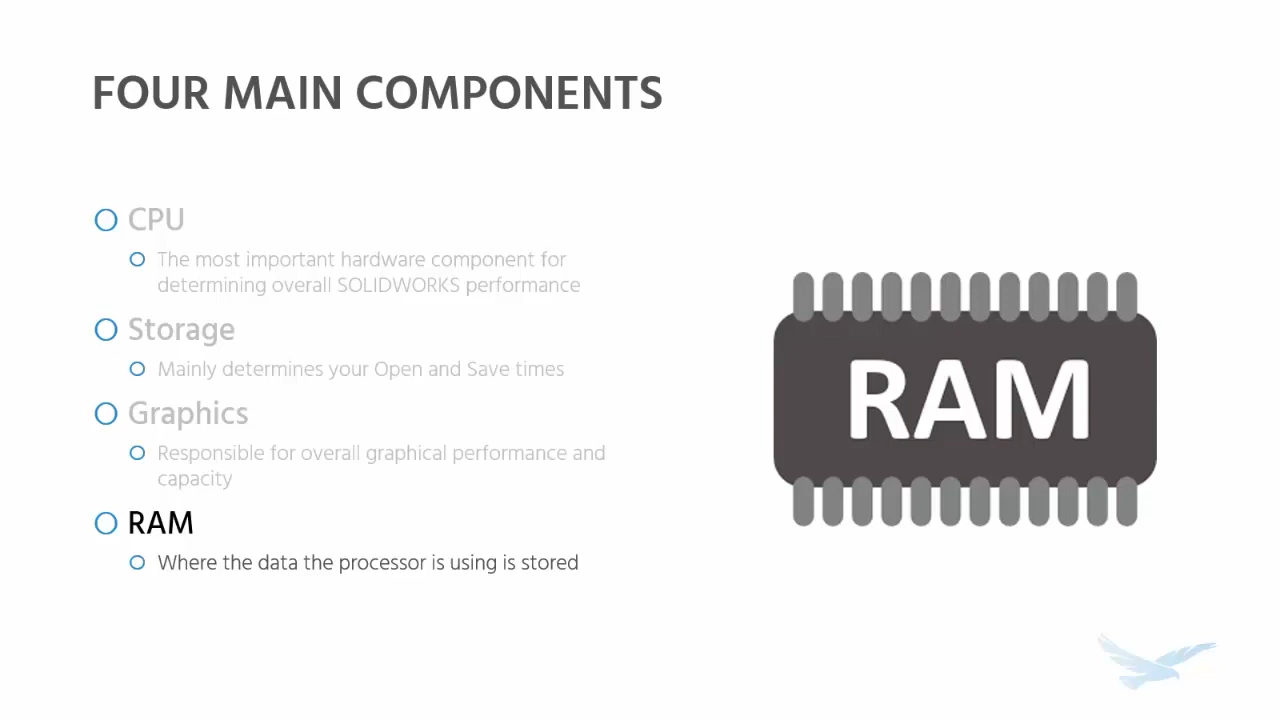 FOUR MAIN COMPONENTS
CPU
The most important hardware component for
determining overall SOLIDWORKS performance
Storage
Mainly determines your Open and Save times
Graphics
Responsible for overall graphical performance and
capacity
RAM
Where the data the processor is using is stored
RAM